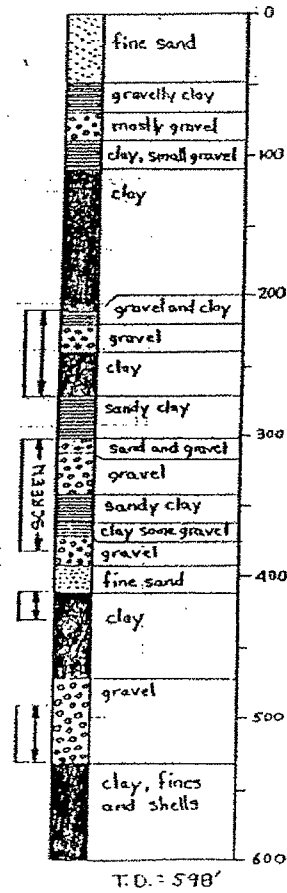 0
fine sand
gravelly clay
mostly gravel
clay, small gravel
100
clay
200
gravel and clay
gravel
clay
sandy clay
300
sand and gravel
gravel
SCREEN
sandy clay
clay some gravel
gravel
400
fine sand
clay
gravel
500
clay, fines
and shells
600
T.D. = 598'